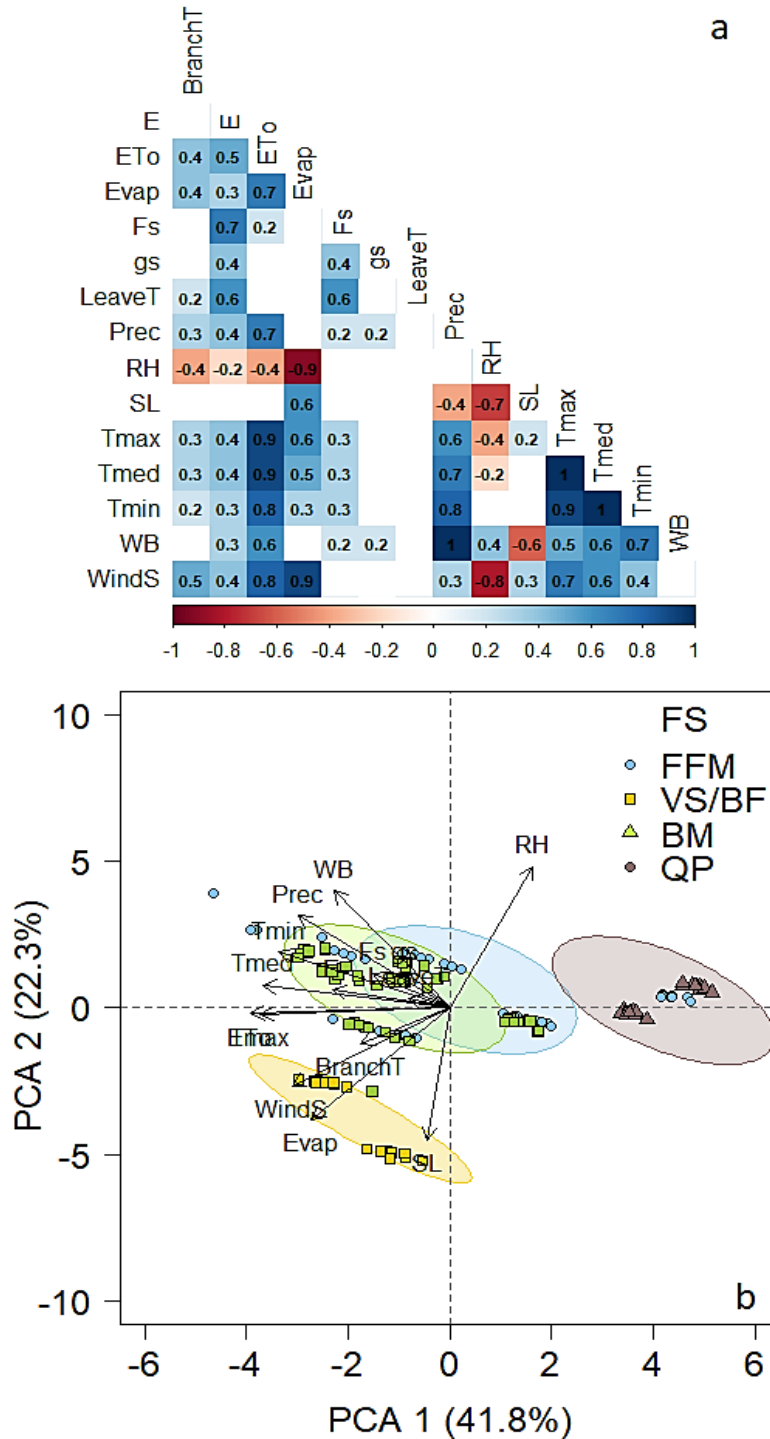 a
BranchT
E E
ETo 0.4 0.5 ETo
Evap 0.4 0.3 0.7 Evap
Fs 0.7 0.2 Fs
gs 0.4 0.4 gs
LeaveT 0.2 0.6 0.6 LeaveT
Prec 0.3 0.4 0.7 0.2 0.2 Prec
RH -0.4 -0.2 -0.4 -0.9 RH
SL 0.6 -0.4 -0.7 SL
Tmax 0.3 0.4 0.9 0.6 0.3 0.6 -0.4 0.2 Tmax
Tmed 0.3 0.4 0.9 0.5 0.3 0.7 -0.2 1 Tmed
Tmin 0.2 0.3 0.8 0.3 0.3 0.8 0.9 1 Tmin
WB 0.3 0.6 0.2 0.2 1 0.4 -0.6 0.5 0.6 0.7 WB
WindS 0.5 0.4 0.8 0.9 0.3 -0.8 0.3 0.7 0.6 0.4
-1 -0.8 -0.6 -0.4 -0.2 0 0.2 0.4 0.6 0.8 1
10
FS
FFM
VS/BF
BM
QP
5
RH
WB
Prec
Tmin
Fs gs
Tmed
LeaveT
0
ETo
Tmax
BranchT
WindS
Evap
SL
-5
-10
b
PCA 2 (22.3%)
-6 -4 -2 0 2 4 6
PCA 1 (41.8%)